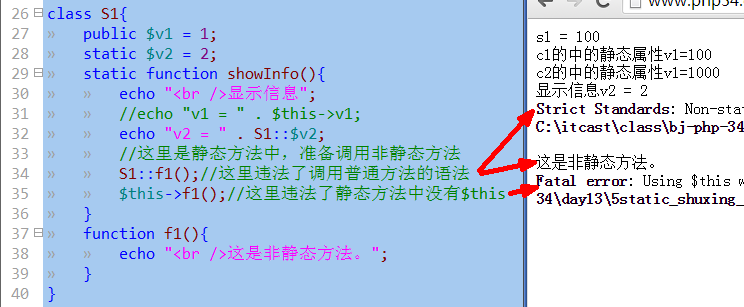 26 class S1{
27 public $v1 = 1;
28 static $v2 = 2;
29 static function showInfo(){
30 echo "<br />显示信息";
31 //echo "v1 = " . $this->v1;
32 echo "v2 = " . S1::$v2;
33 //这里是静态方法中，准备调用非静态方法
34 S1::f1();//这里违法了调用普通方法的语法
35 $this->f1();//这里违法了静态方法中没有$this
36 }
37 function f1(){
38 echo "<br />这是非静态方法。";
39 }
40 }
www.php34.
s1 = 100
c1的中的静态属性v1=100
c2的中的静态属性v1=1000
显示信息v2 = 2
Strict Standards: Non-sta
C:\itcast\class\bj-php-34
这是非静态方法。
Fatal error: Using $this w
34\day13\5static_shuxing_